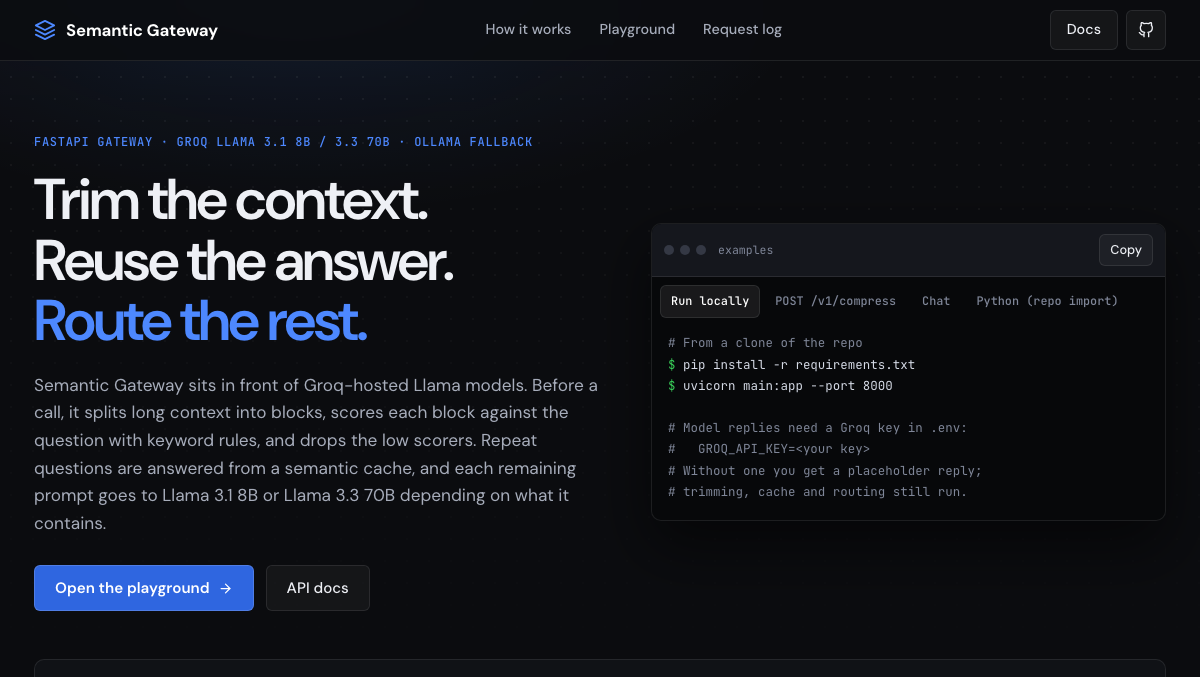 Semantic Gateway
How it works
Playground
Request log
Docs
FASTAPI GATEWAY · GROQ LLAMA 3.1 8B / 3.3 70B · OLLAMA FALLBACK
Trim the context.
Reuse the answer.
Route the rest.
Semantic Gateway sits in front of Groq-hosted Llama models. Before a
call, it splits long context into blocks, scores each block against the
question with keyword rules, and drops the low scorers. Repeat
questions are answered from a semantic cache, and each remaining
prompt goes to Llama 3.1 8B or Llama 3.3 70B depending on what it
contains.
Open the playground →
API docs
examples
Copy
Run locally
POST /v1/compress
Chat
Python (repo import)
# From a clone of the repo
$ pip install -r requirements.txt
$ uvicorn main:app --port 8000
# Model replies need a Groq key in .env:
#   GROQ_API_KEY=<your key>
# Without one you get a placeholder reply;
# trimming, cache and routing still run.